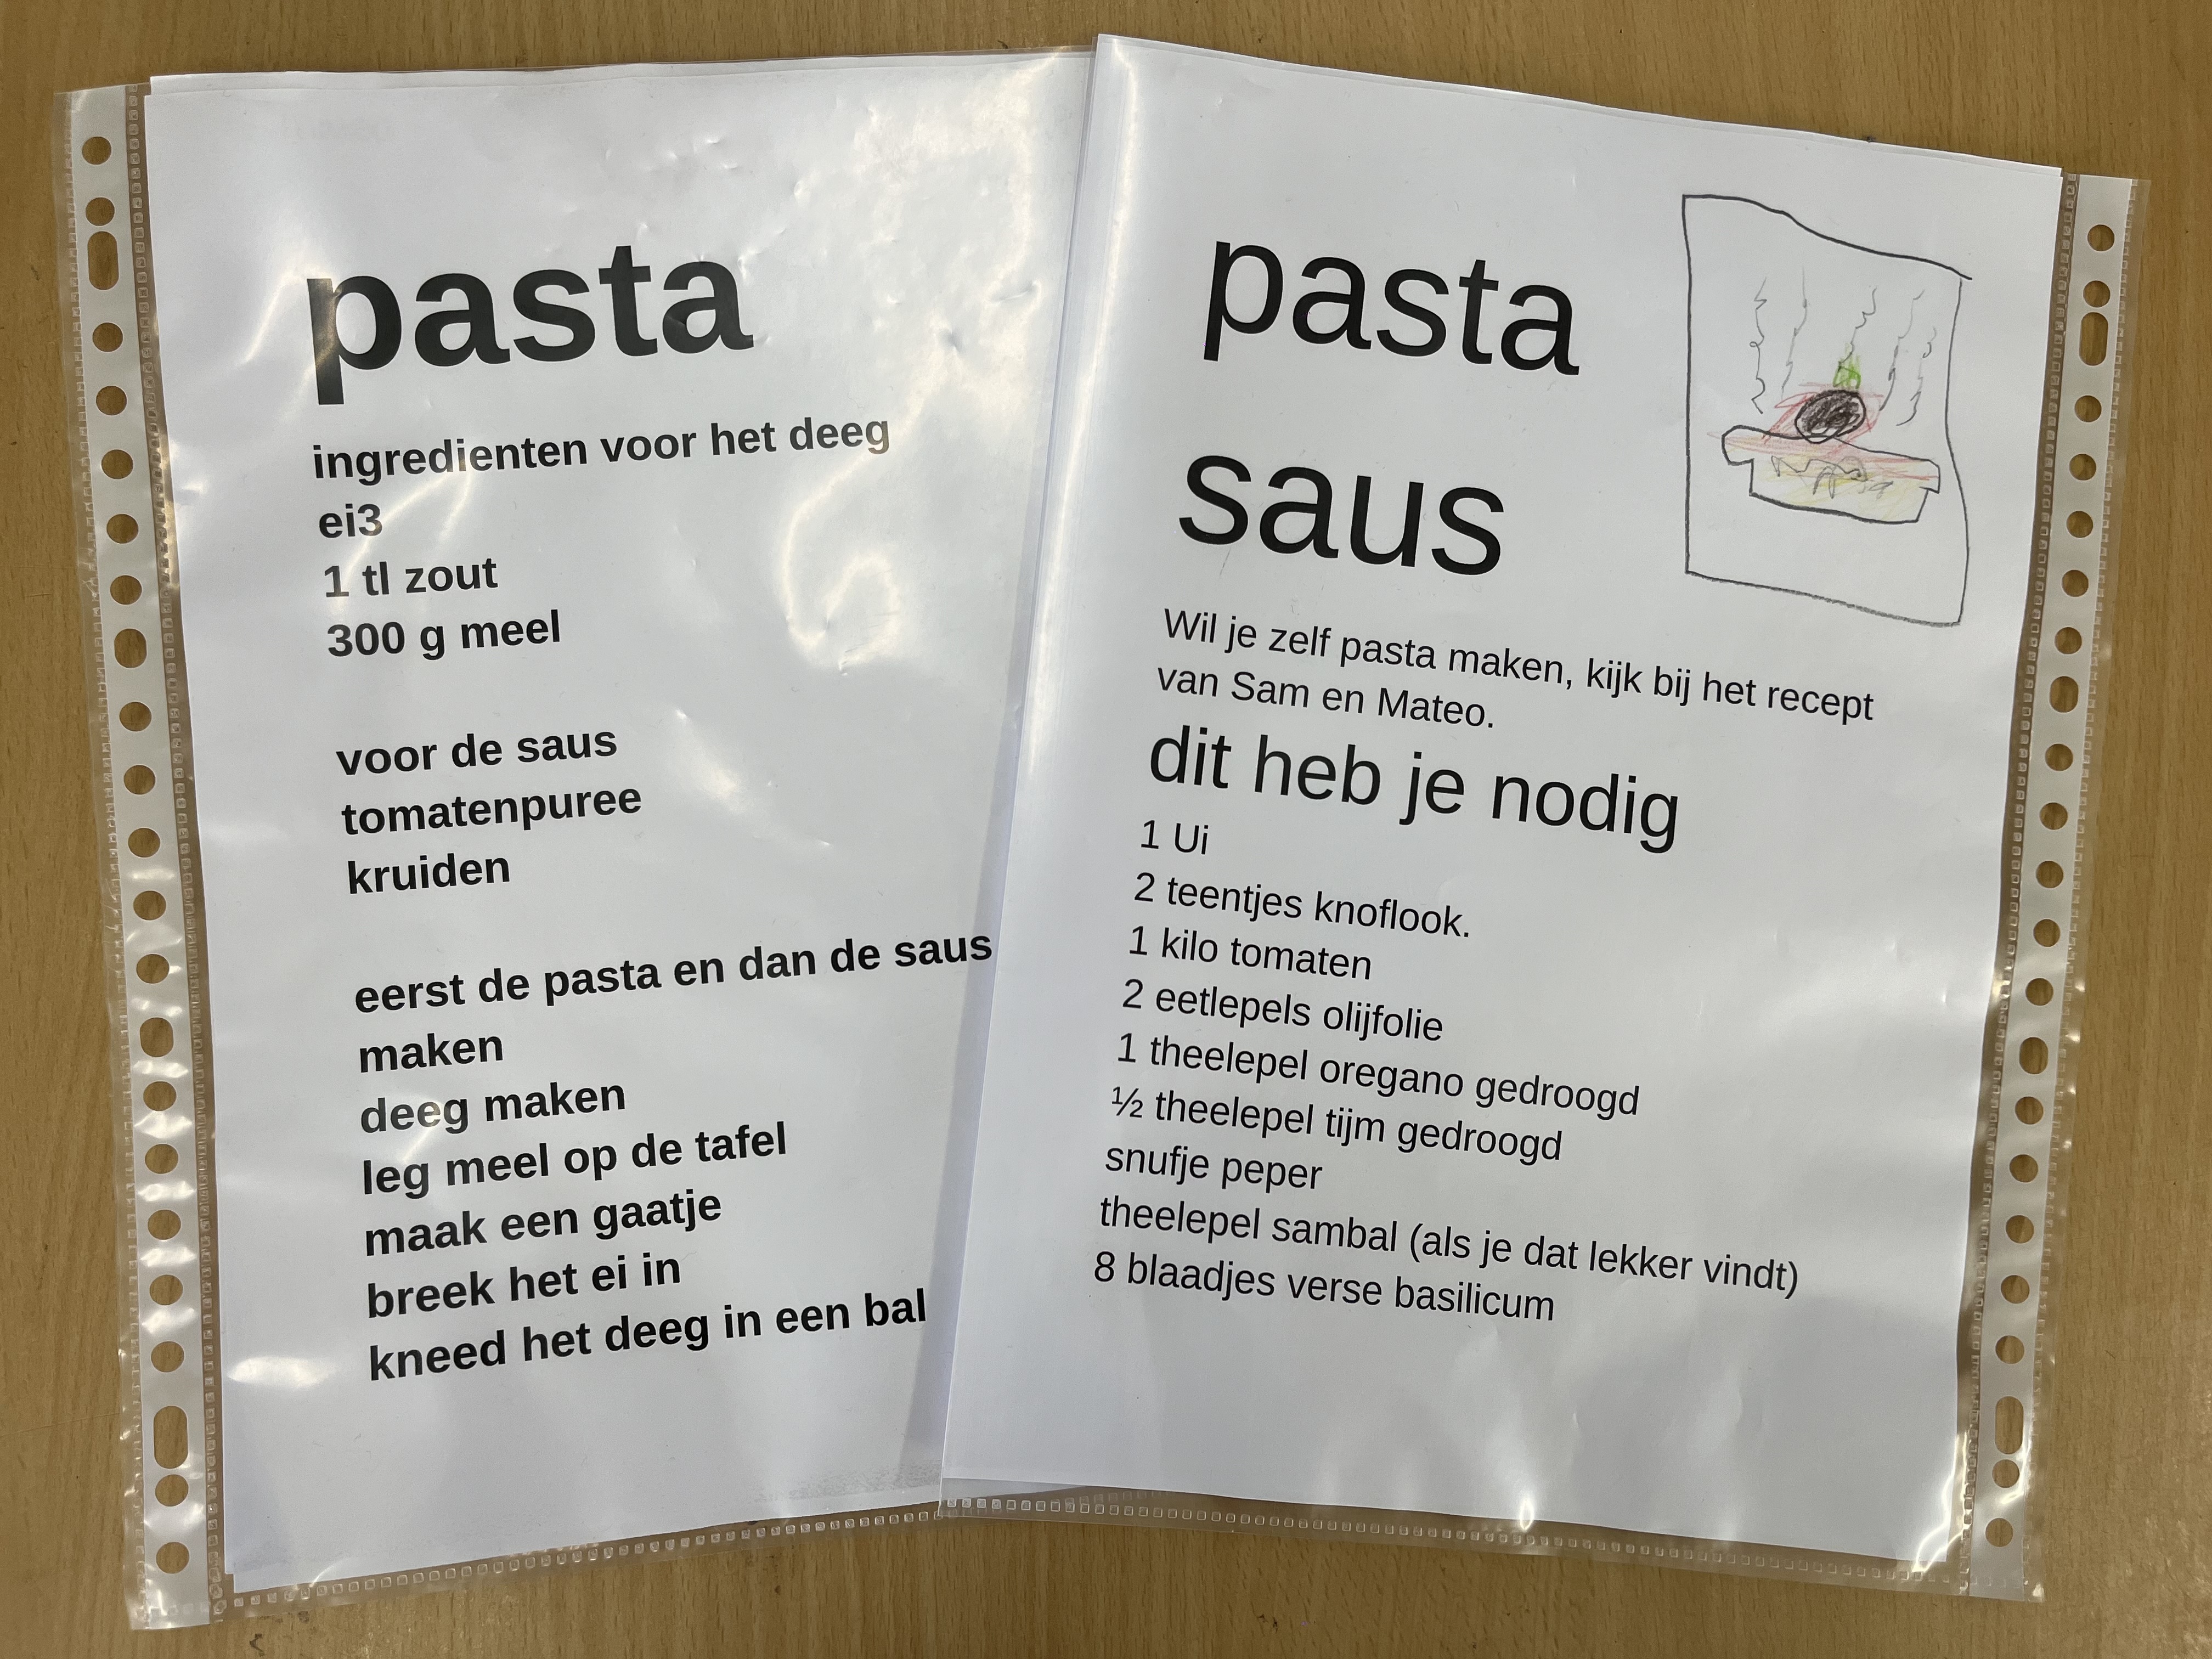 pasta
ingredienten voor het deeg
ei3
1 tl zout
300 g meel
voor de saus
tomatenpuree
kruiden
eerst de pasta en dan de saus
maken
deeg maken
leg meel op de tafel
maak een gaatje
breek het ei in
kneed het deeg in een bal
pasta
saus
Wil je zelf pasta maken, kijk bij het recept
van Sam en Mateo.
dit heb je nodig
1 Ui
2 teentjes knoflook.
1 kilo tomaten
2 eetlepels olijfolie
1 theelepel oregano gedroogd
½ theelepel tijm gedroogd
snufje peper
theelepel sambal (als je dat lekker vindt)
8 blaadjes verse basilicum